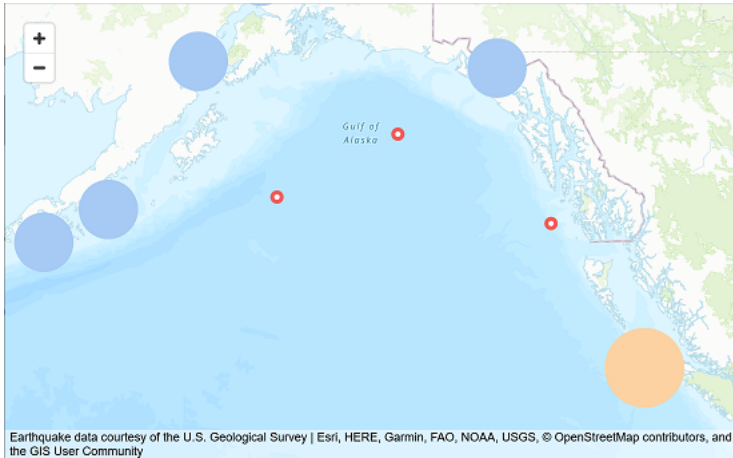 +
−
Gulf of
Alaska
Earthquake data courtesy of the U.S. Geological Survey | Esri, HERE, Garmin, FAO, NOAA, USGS, © OpenStreetMap contributors, and
the GIS User Community